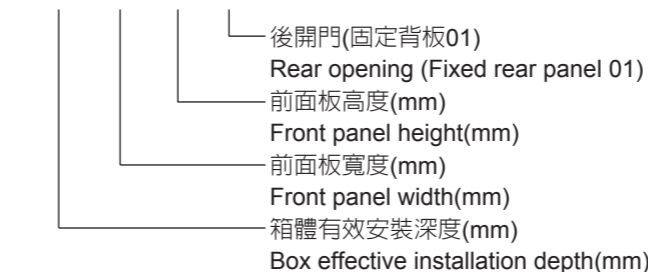 後開門(固定背板01)
Rear opening (Fixed rear panel 01)
前面板高度(mm)
Front panel height(mm)
前面板寬度(mm)
Front panel width(mm)
箱體有效安裝深度(mm)
Box effective installation depth(mm)